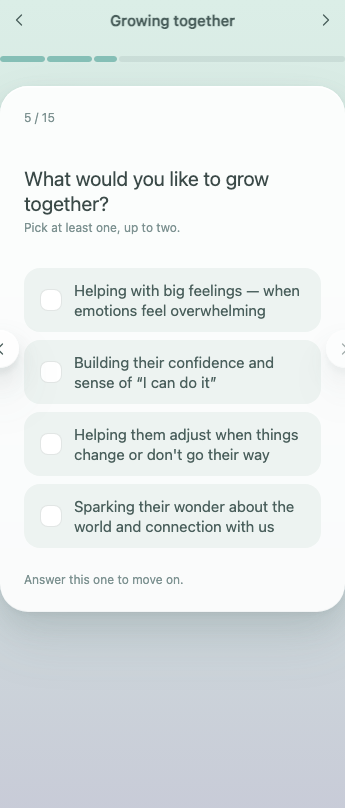 Growing together
5 / 15
What would you like to grow
together?
Pick at least one, up to two.
Helping with big feelings — when
emotions feel overwhelming
Building their confidence and
sense of “I can do it”
Helping them adjust when things
change or don't go their way
Sparking their wonder about the
world and connection with us
Answer this one to move on.